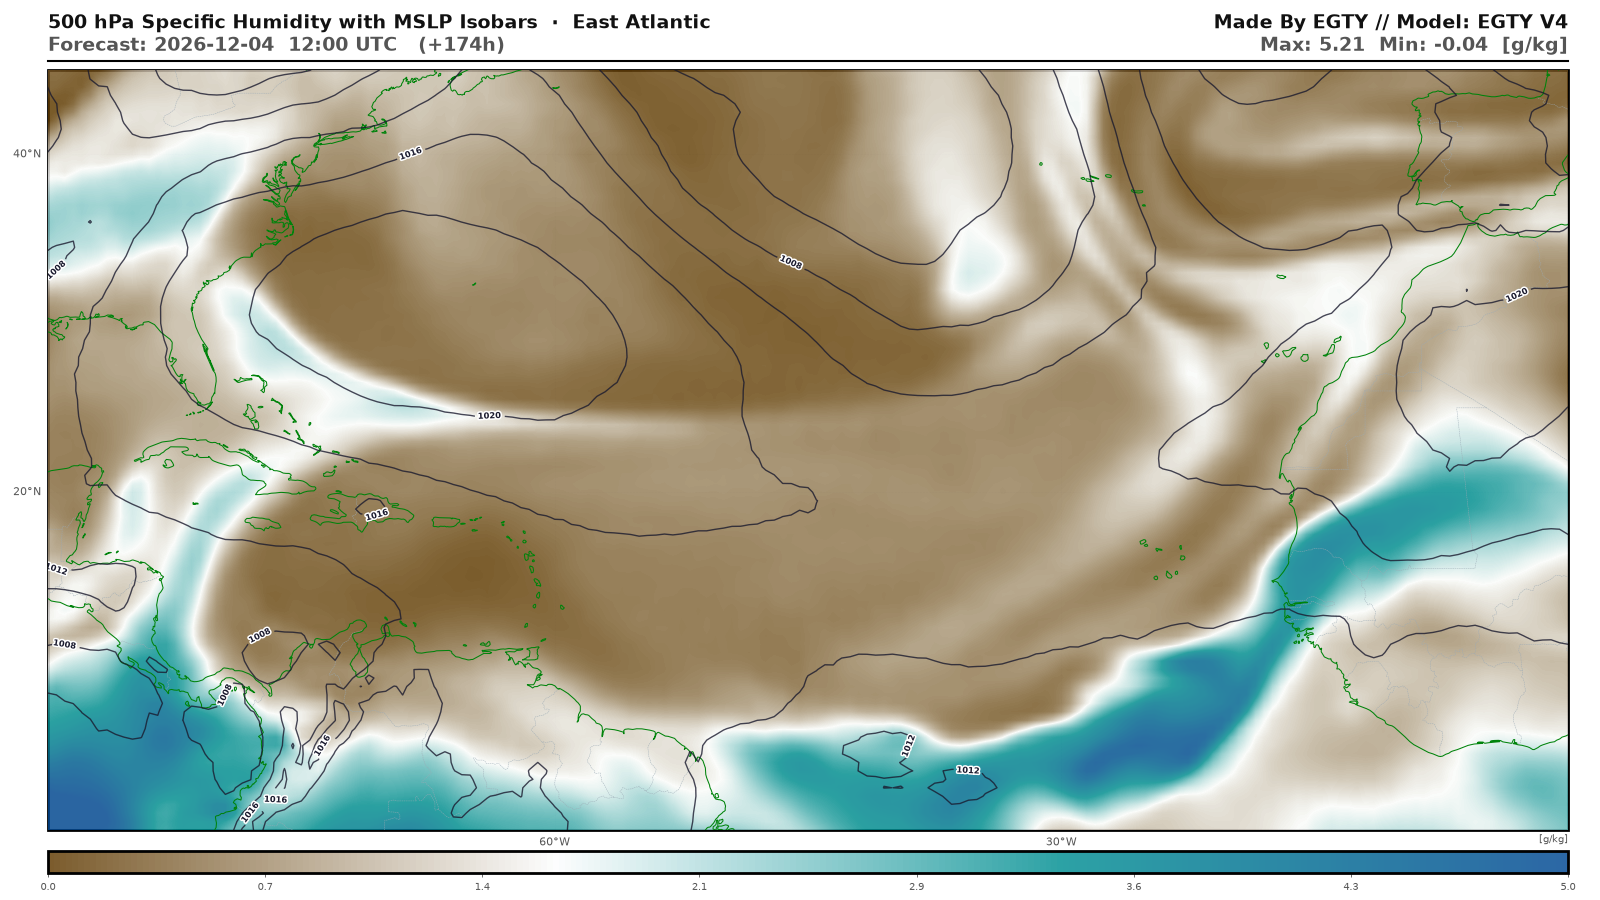 500 hPa Specific Humidity with MSLP Isobars · East Atlantic
Made By EGTY // Model: EGTY V4
Forecast: 2026-12-04 12:00 UTC (+174h)
Max: 5.21 Min: -0.04 [g/kg]
40°N
1016
1008
1008
1020
1020
20°N
1016
1012
1008
1008
1008
1016
1012
1012
1016
1016
60°W
30°W
[g/kg]
0.0
0.7
1.4
2.1
2.9
3.6
4.3
5.0